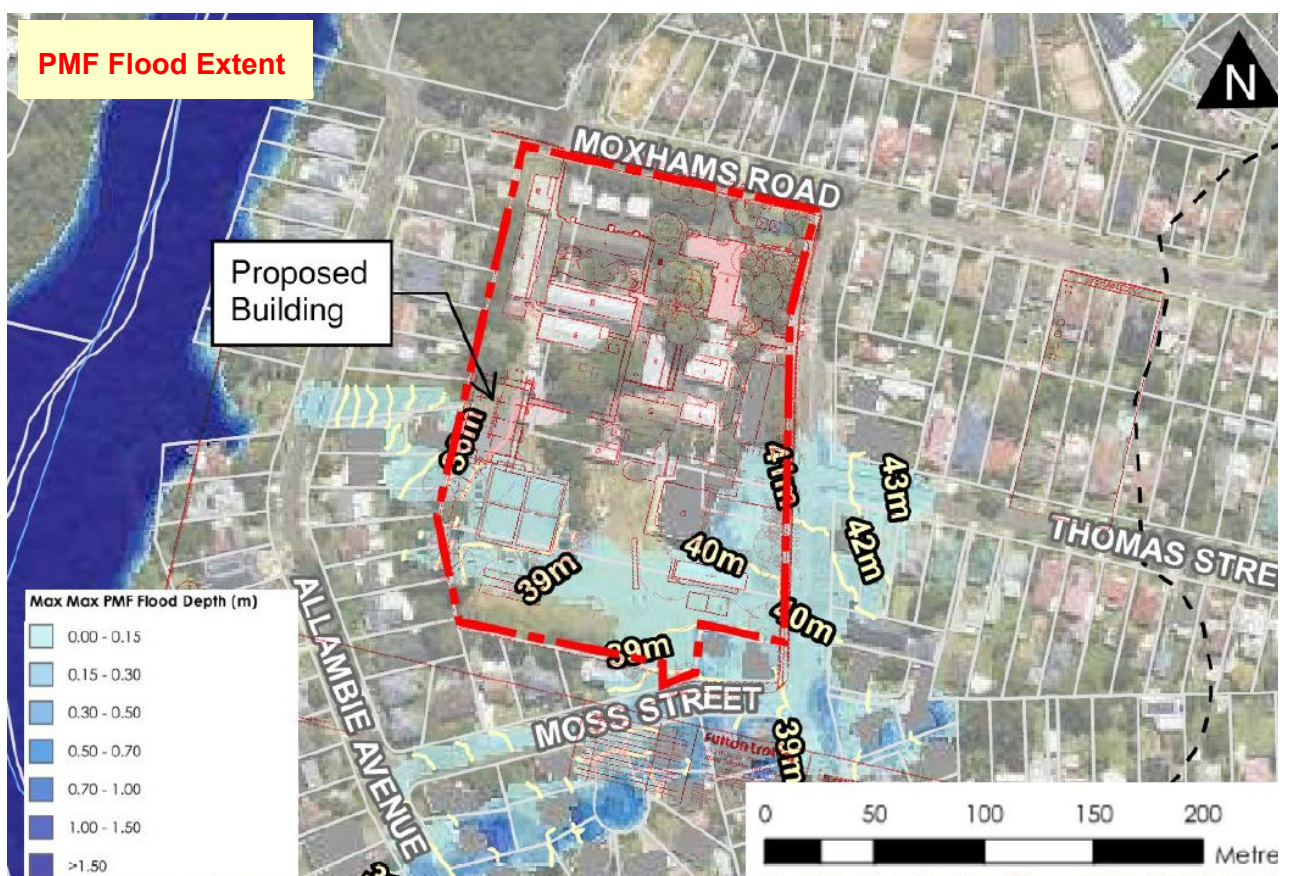 PMF Flood Extent
N
MOXHAMS ROAD
Proposed
Building
38m
41m
43m
42m
40m
THOMAS STRE
39m
40m
39m
Max Max PMF Flood Depth (m)
0.00 - 0.15
0.15 - 0.30
0.30 - 0.50
0.50 - 0.70
0.70 - 1.00
1.00 - 1.50
>1.50
ALLAMBIE AVENUE
MOSS STREET
39m
0 50 100 150 200
Metre